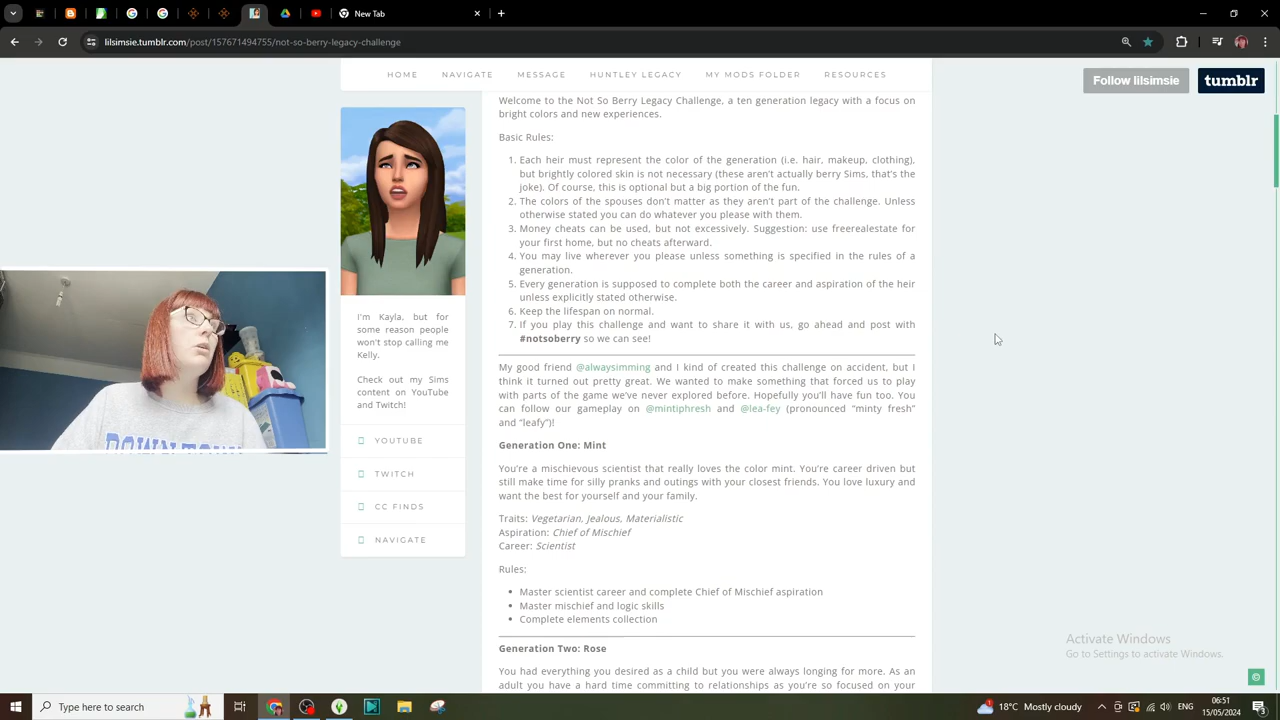 New Tab
lilsimsie.tumblr.com/post/157671494755/not-so-berry-legacy-challenge
HOME NAVIGATE MESSAGE HUNTLEY LEGACY MY MODS FOLDER RESOURCES
Follow lilsimsie
tumblr
Welcome to the Not So Berry Legacy Challenge, a ten generation legacy with a focus on
bright colors and new experiences.
Basic Rules:
1. Each heir must represent the color of the generation (i.e. hair, makeup, clothing),
but brightly colored skin is not necessary (these aren't actually berry Sims, that's the
joke). Of course, this is optional but a big portion of the fun.
2. The colors of the spouses don't matter as they aren't part of the challenge. Unless
otherwise stated you can do whatever you please with them.
3. Money cheats can be used, but not excessively. Suggestion: use freerealestate for
your first home, but no cheats afterward.
4. You may live wherever you please unless something is specified in the rules of a
generation.
5. Every generation is supposed to complete both the career and aspiration of the heir
unless explicitly stated otherwise.
6. Keep the lifespan on normal.
7. If you play this challenge and want to share it with us, go ahead and post with
#notsoberry so we can see!
My good friend @alwaysimming and I kind of created this challenge on accident, but I
think it turned out pretty great. We wanted to make something that forced us to play
with parts of the game we've never explored before. Hopefully you'll have fun too. You
can follow our gameplay on @mintiphresh and @lea-fey (pronounced "minty fresh"
and "leafy")!
Generation One: Mint
You're a mischievous scientist that really loves the color mint. You're career driven but
still make time for silly pranks and outings with your closest friends. You love luxury and
want the best for yourself and your family.
Traits: Vegetarian, Jealous, Materialistic
Aspiration: Chief of Mischief
Career: Scientist
Rules:
• Master scientist career and complete Chief of Mischief aspiration
• Master mischief and logic skills
• Complete elements collection
Generation Two: Rose
You had everything you desired as a child but you were always longing for more. As an
adult you have a hard time committing to relationships as you're so focused on your
I'm Kayla, but for
some reason people
won't stop calling me
Kelly.
Check out my Sims
content on YouTube
and Twitch!
YOUTUBE
TWITCH
CC FINDS
NAVIGATE
Activate Windows
Go to Settings to activate Windows.
Type here to search
18°C Mostly cloudy
06:51
15/05/2024